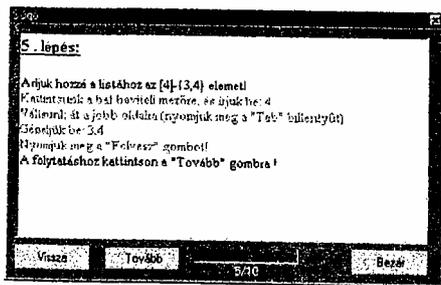 Súgó
5. lépés:
Adjuk hozzá a listához az [4]-{3,4} elemet!
Kattintsunk a bal beviteli mezőre, és írjuk be: 4
Váltsunk át a jobb oldalra (nyomjuk meg a "Tab" billentyűt)
Gépeljük be: 3,4
Nyomjuk meg a "Felvesz" gombot!
A folytatáshoz kattintson a "Tovább" gombra!
Vissza
Tovább
5/10
Bezár